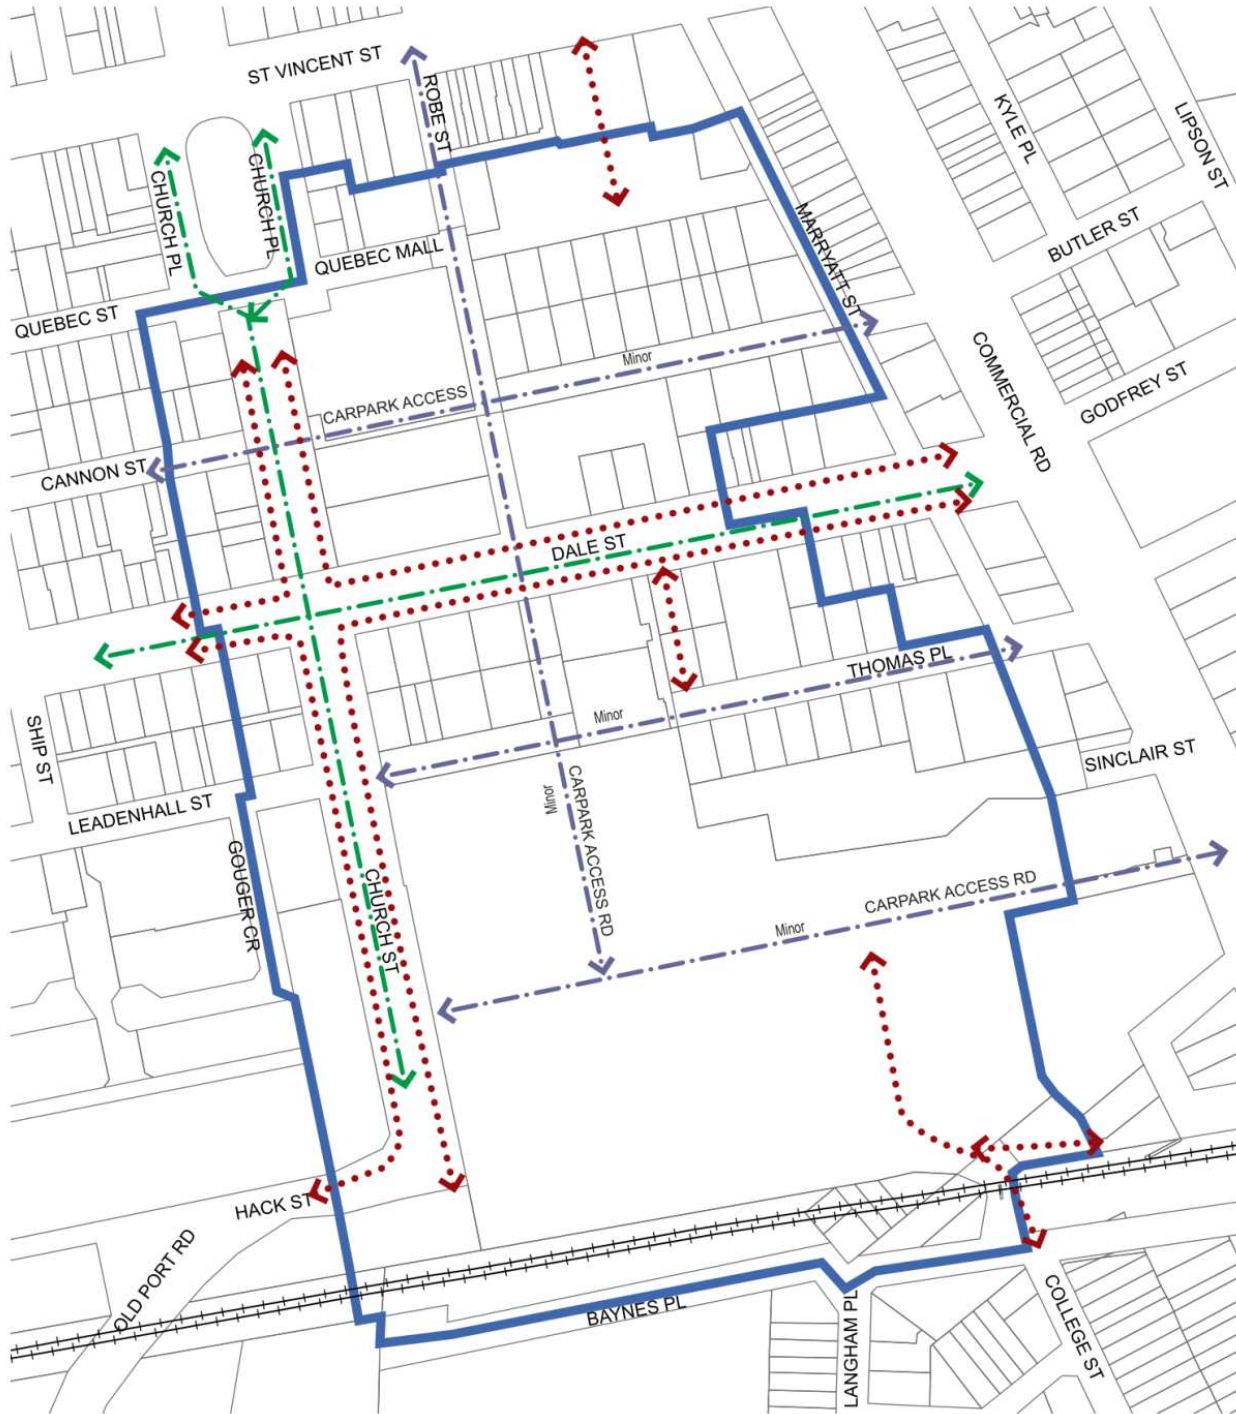 ST VINCENT ST
ROBE ST
KYLE PL
LIPSON ST
CHURCH PL
CHURCH PL
MARRYATT ST
BUTLER ST
QUEBEC MALL
QUEBEC ST
COMMERCIAL RD
Minor
GODFREY ST
CARPARK ACCESS
CANNON ST
DALE ST
THOMAS PL
SHIP ST
Minor
SINCLAIR ST
CARPARK ACCESS RD
Minor
LEADENHALL ST
GOUGER CR
CHURCH ST
CARPARK ACCESS RD
Minor
HACK ST
OLD PORT RD
BAYNES PL
LANGHAM PL
COLLEGE ST